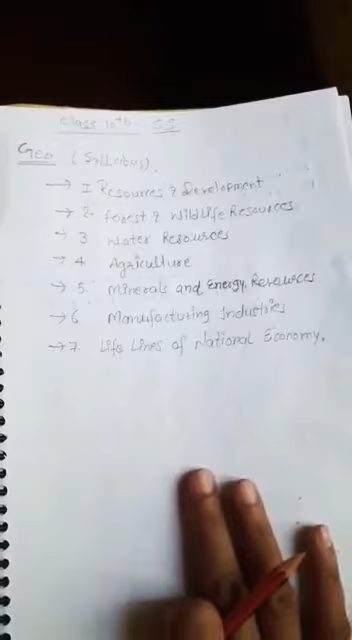 Class 10th SS
Geo (Syllabus).
→ 1 Resources & Development
→ 2. Forest & Wildlife Resources
→ 3 Water Resources
→ 4 Agriculture
→ 5. Minerals and Energy Resources
→ 6 Manufacturing Industries
→ 7. Life Lines of National Economy.